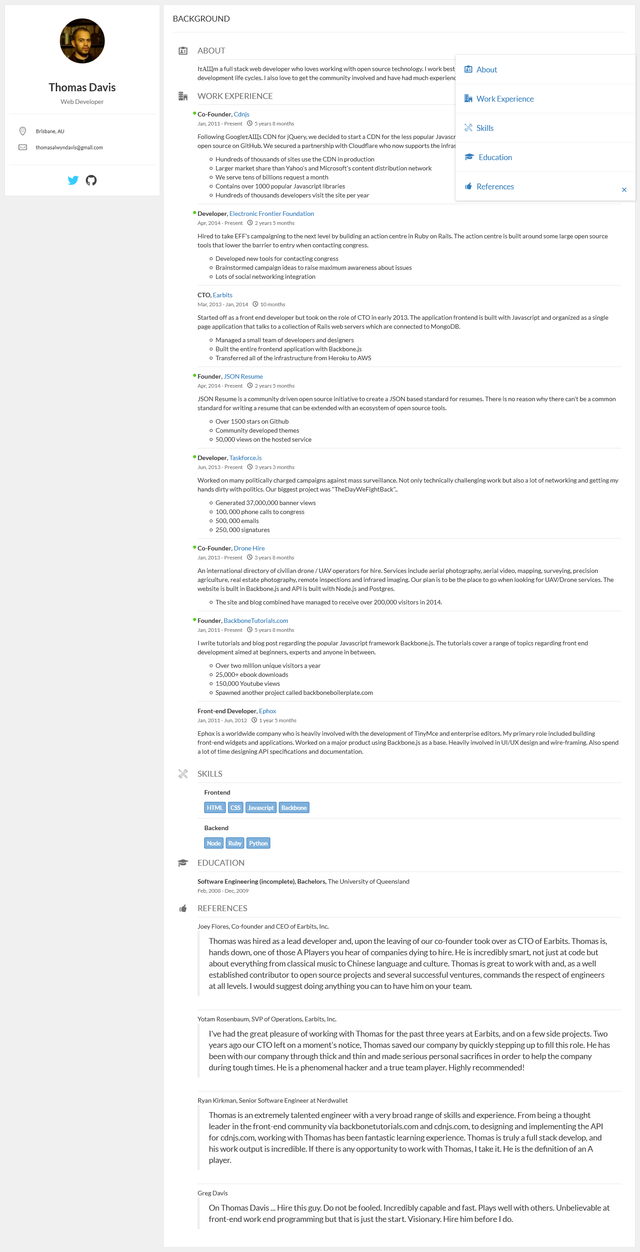 Thomas Davis
Web Developer
Brisbane, AU
thomasalwyndavis@gmail.com
BACKGROUND
ABOUT
full stack web developer who loves working with open source technology. I work best
development life cycles. I also love to get the community involved and have had much
About
Work Experience
Skills
Education
References
×
WORK EXPERIENCE
Co-Founder, Cdnjs
Jan, 2011 - Present 5 years 8 months
Following CDN for jQuery, we decided to start a CDN for the less popular
open source on GitHub. We secured a partnership with Cloudflare who now supports the
Hundreds of thousands of sites use the CDN in production
Larger market share than Yahoo's and Microsoft's content distribution network
We serve tens of billions request a month
Contains over 1000 popular Javascript libraries
Hundreds of thousands developers visit the site per year
Developer, Electronic Frontier Foundation
Apr, 2014 - Present 2 years 5 months
Hired to take EFF's campaigning to the next level by building an action centre in Ruby on Rails. The action centre is built around some large open source
tools that lower the barrier to entry when contacting congress.
Developed new tools for contacting congress
Brainstormed campaign ideas to raise maximum awareness about issues
Lots of social networking integration
CTO, Earbits
Mar, 2013 - Jan, 2014 10 months
Started off as a front end developer but took on the role of CTO in early 2013. The application frontend is built with Javascript and organized as a single
page application that talks to a collection of Rails web servers which are connected to MongoDB.
Managed a small team of developers and designers
Built the entire frontend application with Backbone.js
Transferred all of the infrastructure from Heroku to AWS
Founder, JSON Resume
Apr, 2014 - Present 2 years 5 months
JSON Resume is a community driven open source initiative to create a JSON based standard for resumes. There is no reason why there can't be a common
standard for writing a resume that can be extended with an ecosystem of open source tools.
Over 1500 stars on Github
Community developed themes
50,000 views on the hosted service
Developer, Taskforce.is
Jun, 2013 - Present 3 years 3 months
Worked on many politically charged campaigns against mass surveillance. Not only technically challenging work but also a lot of networking and getting my
hands dirty with politics. Our biggest project was "TheDayWeFightBack"..
Generated 37,000,000 banner views
100, 000 phone calls to congress
500, 000 emails
250, 000 signatures
Co-Founder, Drone Hire
Jan, 2013 - Present 3 years 8 months
An international directory of civilian drone / UAV operators for hire. Services include aerial photography, aerial video, mapping, surveying, precision
agriculture, real estate photography, remote inspections and infrared imaging. Our plan is to be the place to go when looking for UAV/Drone services. The
website is built in Backbone.js and API is built with Node.js and Postgres.
The site and blog combined have managed to receive over 200,000 visitors in 2014.
Founder, BackboneTutorials.com
Jan, 2011 - Present 5 years 8 months
I write tutorials and blog post regarding the popular Javascript framework Backbone.js. The tutorials cover a range of topics regarding front end
development aimed at beginners, experts and anyone in between.
Over two million unique visitors a year
25,000+ ebook downloads
150,000 Youtube views
Spawned another project called backboneboilerplate.com
Front-end Developer, Ephox
Jan, 2011 - Jun, 2012 1 year 5 months
Ephox is a worldwide company who is heavily involved with the development of TinyMce and enterprise editors. My primary role included building
front-end widgets and applications. Worked on a major product using Backbone.js as a base. Heavily involved in UI/UX design and wire-framing. Also spend
a lot of time designing API specifications and documentation.
SKILLS
Frontend
HTML CSS Javascript Backbone
Backend
Node Ruby Python
EDUCATION
Software Engineering (incomplete), Bachelors, The University of Queensland
Feb, 2008 - Dec, 2009
REFERENCES
Joey Flores, Co-founder and CEO of Earbits, Inc.
Thomas was hired as a lead developer and, upon the leaving of our co-founder took over as CTO of Earbits. Thomas is,
hands down, one of those A Players you hear of companies dying to hire. He is incredibly smart, not just at code but
about everything from classical music to Chinese language and culture. Thomas is great to work with and, as a well
established contributor to open source projects and several successful ventures, commands the respect of engineers
at all levels. I would suggest doing anything you can to have him on your team.
Yotam Rosenbaum, SVP of Operations, Earbits, Inc.
I've had the great pleasure of working with Thomas for the past three years at Earbits, and on a few side projects. Two
years ago our CTO left on a moment's notice, Thomas saved our company by quickly stepping up to fill this role. He has
been with our company through thick and thin and made serious personal sacrifices in order to help the company
during tough times. He is a phenomenal hacker and a true team player. Highly recommended!
Ryan Kirkman, Senior Software Engineer at Nerdwallet
Thomas is an extremely talented engineer with a very broad range of skills and experience. From being a thought
leader in the front-end community via backbonetutorials.com and cdnjs.com, to designing and implementing the API
for cdnjs.com, working with Thomas has been fantastic learning experience. Thomas is truly a full stack develop, and
his work output is incredible. If there is any opportunity to work with Thomas, I take it. He is the definition of an A
player.
Greg Davis
On Thomas Davis ... Hire this guy. Do not be fooled. Incredibly capable and fast. Plays well with others. Unbelievable at
front-end work end programming but that is just the start. Visionary. Hire him before I do.